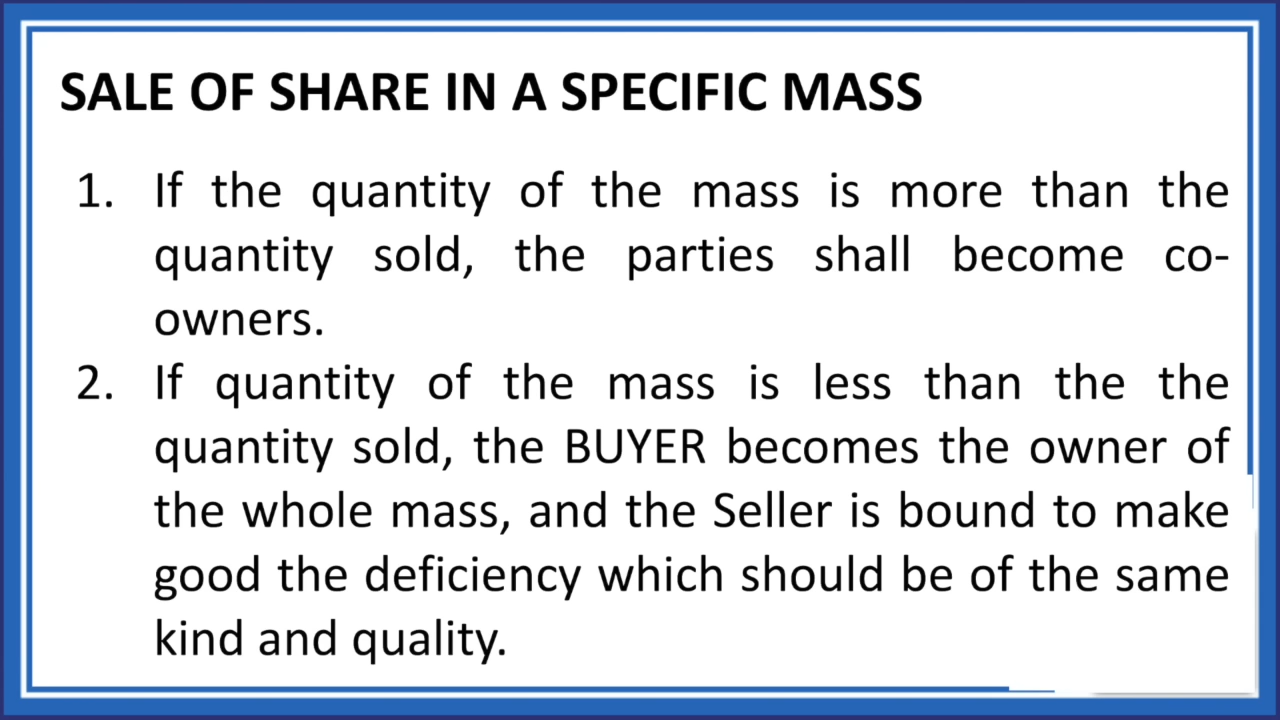 SALE OF SHARE IN A SPECIFIC MASS
1. If the quantity of the mass is more than the
quantity sold, the parties shall become co-
owners.
2. If quantity of the mass is less than the the
quantity sold, the BUYER becomes the owner of
the whole mass, and the Seller is bound to make
good the deficiency which should be of the same
kind and quality.